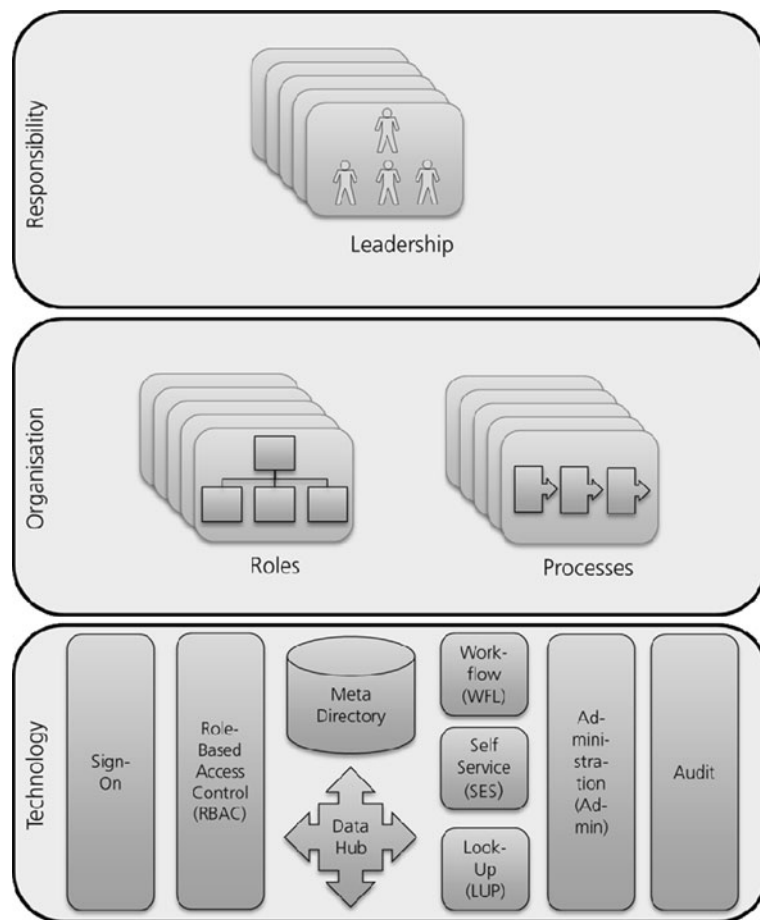 Responsibility
Leadership
Organisation
Roles
Processes
Technology
Sign-
On
Role-
Based
Access
Control
(RBAC)
Meta
Directory
Data
Hub
Work-
flow
(WFL)
Self
Service
(SES)
Look-
Up
(LUP)
Ad-
mini-
stra-
tion
(Ad-
min)
Audit